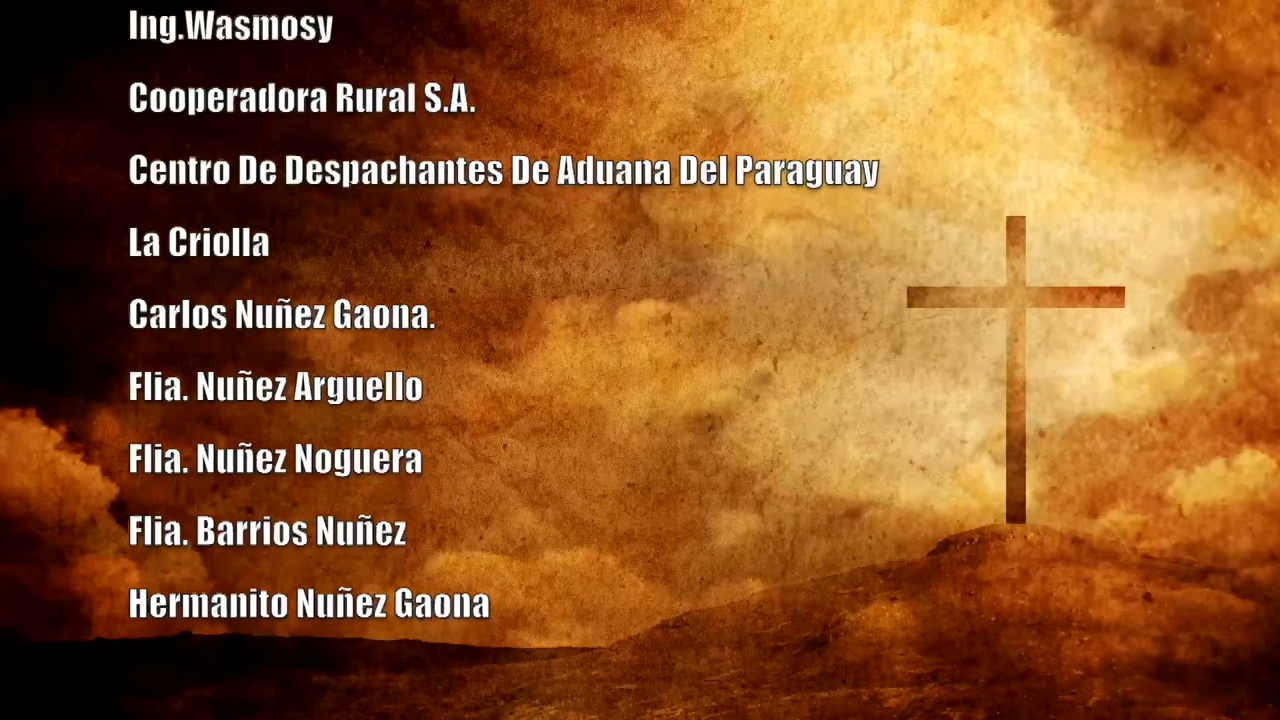 Ing.Wasmosy
Cooperadora Rural S.A.
Centro De Despachantes De Aduana Del Paraguay
La Criolla
Carlos Nuñez Gaona.
Flia. Nuñez Arguello
Flia. Nuñez Noguera
Flia. Barrios Nuñez
Hermanito Nuñez Gaona